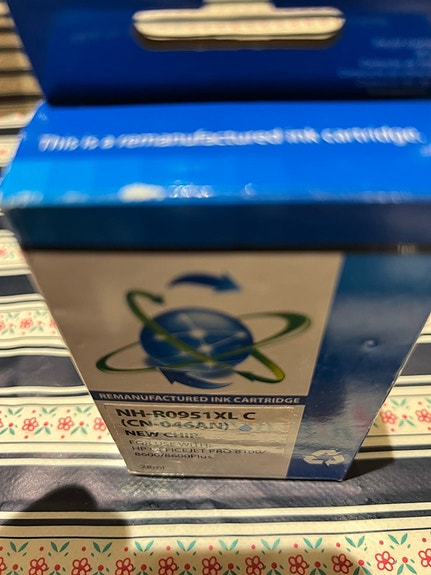 This is a remanufactured ink cartridge
REMANUFACTURED INK CARTRIDGE
NH-R0951XL C
(CN-046AN)
NEW CHIP
FOR USE WITH:
HP OFFICEJET PRO 8100/
8600/8600Plus
28ml